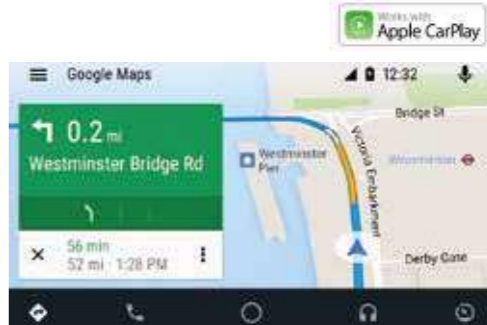 Works with
Apple CarPlay
Google Maps
12:32
0.2 mi
Westminster Bridge Rd
56 min
52 mi · 1:28 PM
Bridge St
Westminster
Pier
Victoria Embankment
Westminster
Derby Gate